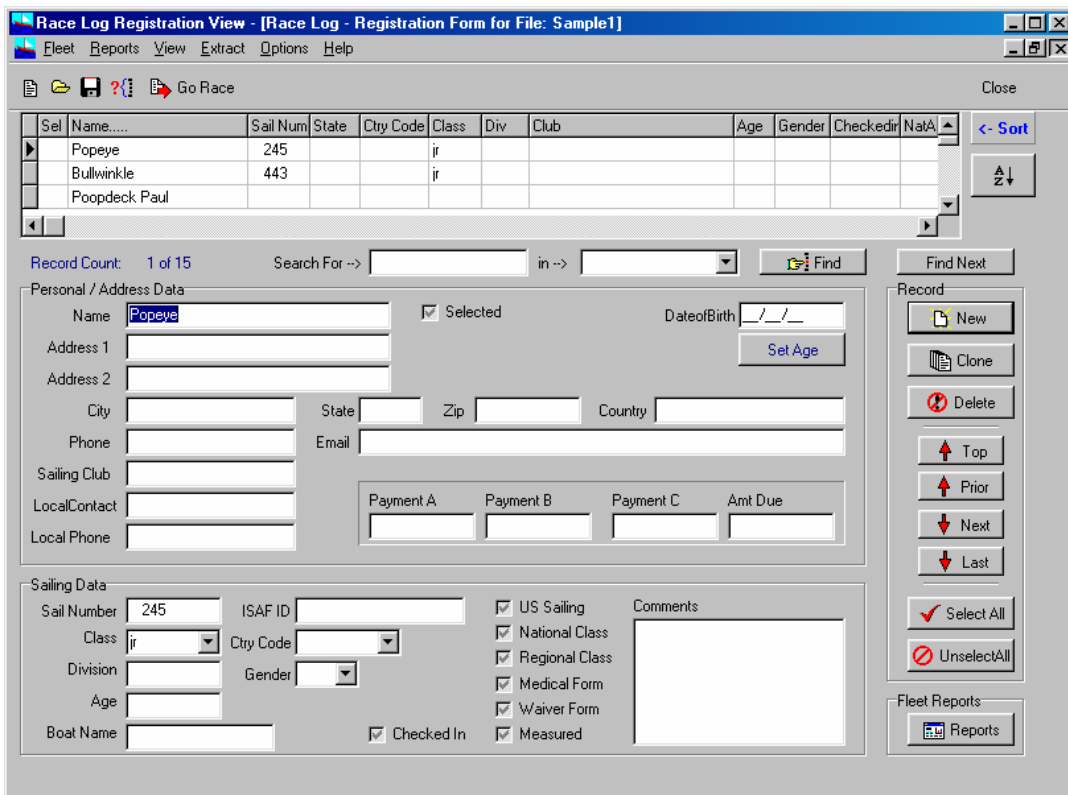 Race Log Registration View - [Race Log - Registration Form for File: Sample1]
Fleet Reports View Extract Options Help
Go Race Close
Sel Name..... Sail Num State Ctry Code Class Div Club Age Gender Checkedin NatA
<- Sort
Popeye 245 jr
Bullwinkle 443 jr
A
Z
Poopdeck Paul
Record Count: 1 of 15 Search For --> in --> Find Find Next
Personal / Address Data Record
Name Popeye Selected DateofBirth __/__/__ New
Address 1 Set Age Clone
Address 2
City State Zip Country Delete
Phone Email Top
Sailing Club
LocalContact Payment A Payment B Payment C Amt Due Prior
Local Phone Next
Last
Sailing Data
Sail Number 245 ISAF ID US Sailing Comments Select All
Class jr Ctry Code National Class
Division Gender Regional Class UnselectAll
Age Medical Form
Waiver Form Fleet Reports
Boat Name Checked In Measured Reports